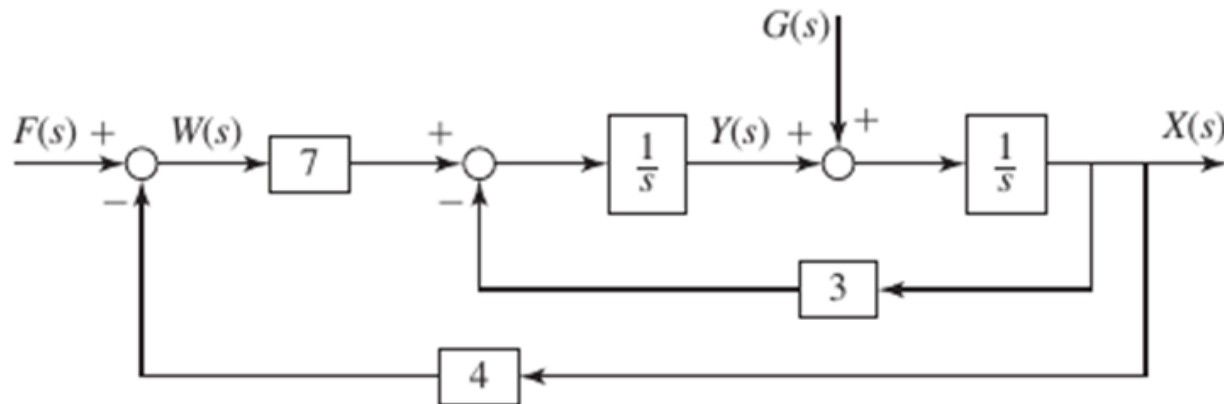 G(s)
F(s) + W(s) + Y(s) + + X(s)
7 1/s 1/s
− −
3
4